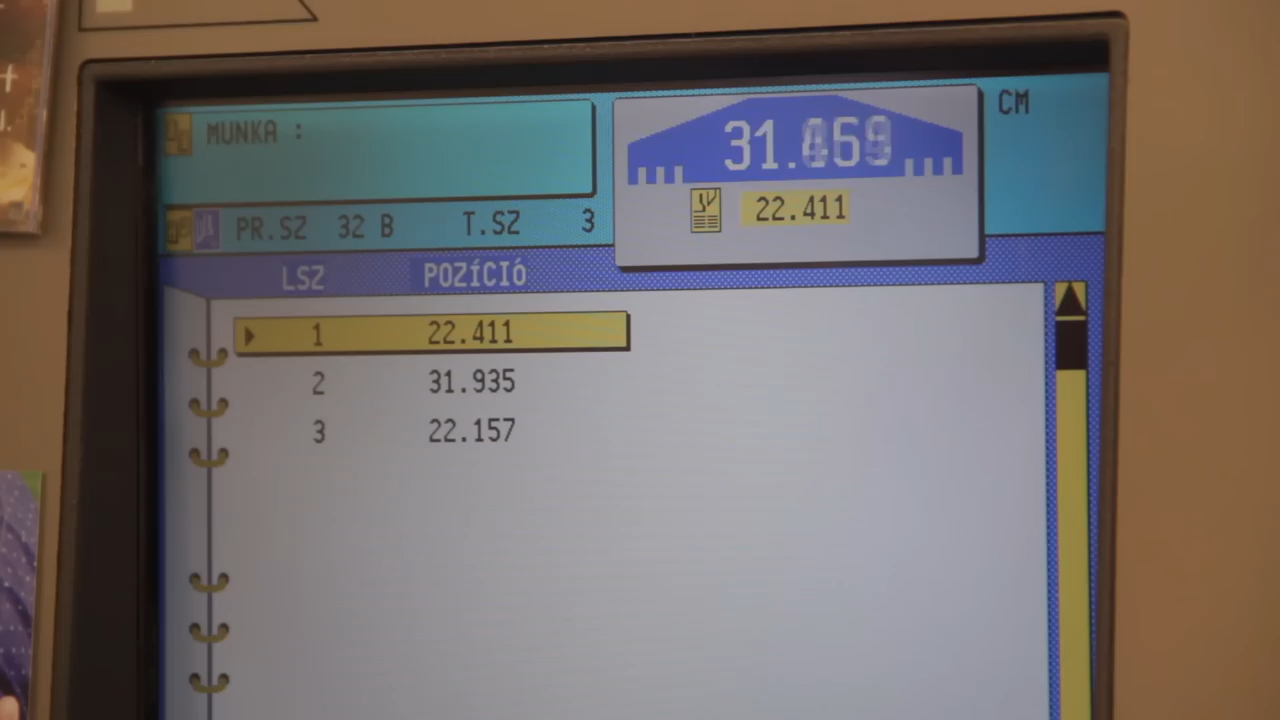 MUNKA :
CM
22.411
PR.SZ 32 B T.SZ 3
LSZ POZÍCIÓ
1 22.411
2 31.935
3 22.157